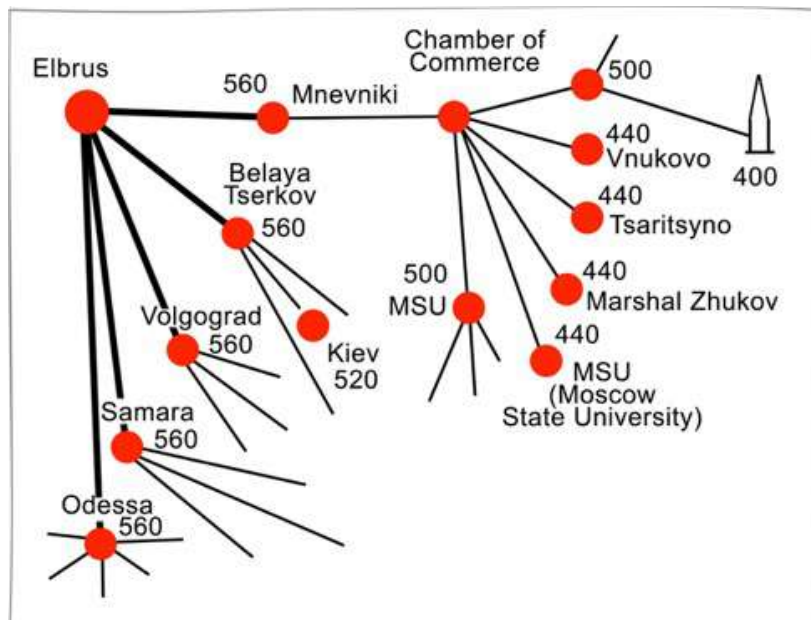 Elbrus
560
Mnevniki
Chamber of
Commerce
500
400
440
Vnukovo
440
Tsaritsyno
440
Marshal Zhukov
440
MSU
(Moscow
State University)
500
MSU
Belaya
Tserkov
560
Kiev
520
Volgograd
560
Samara
560
Odessa
560